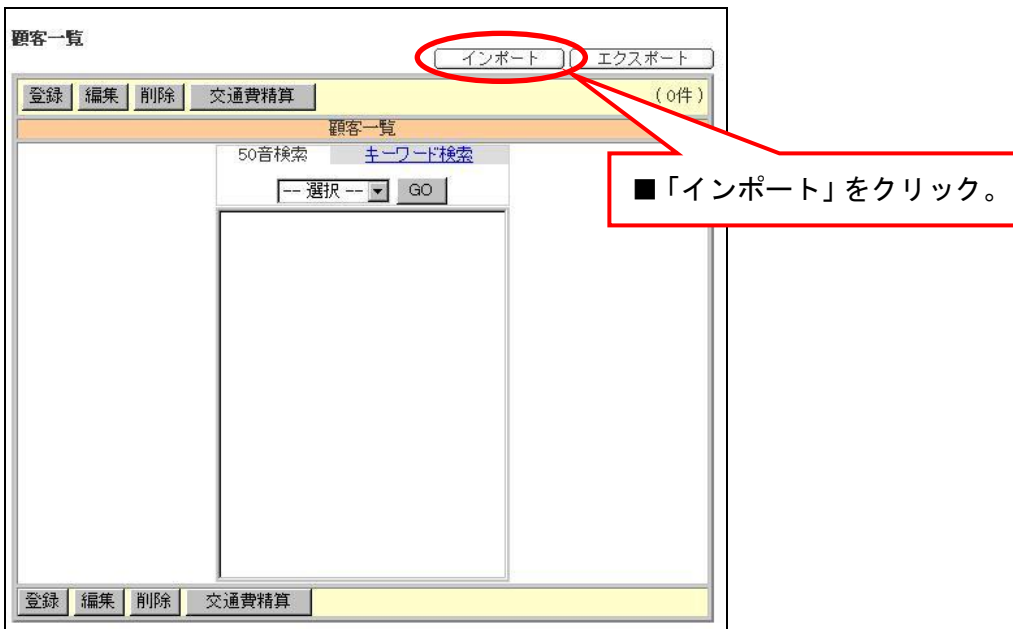 顧客一覧
インポート エクスポート
登録 編集 削除 交通費精算 (0件)
顧客一覧
50音検索 キーワード検索
-- 選択 -- GO
■「インポート」をクリック。
登録 編集 削除 交通費精算